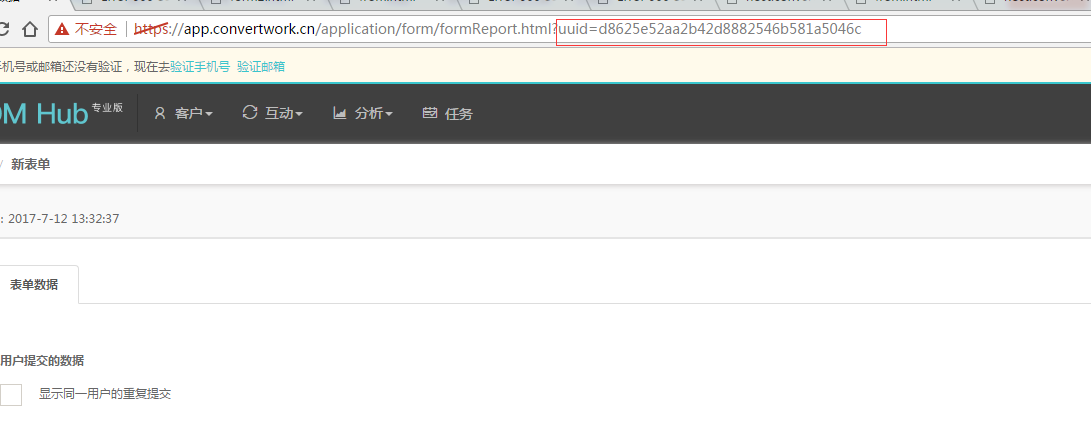 不安全 https://app.convertwork.cn/application/form/formReport.html?uuid=d8625e52aa2b42d8882546b581a5046c
机号或邮箱还没有验证，现在去验证手机号 验证邮箱
DM Hub 专业版 客户 互动 分析 任务
/ 新表单
: 2017-7-12 13:32:37
表单数据
用户提交的数据
显示同一用户的重复提交